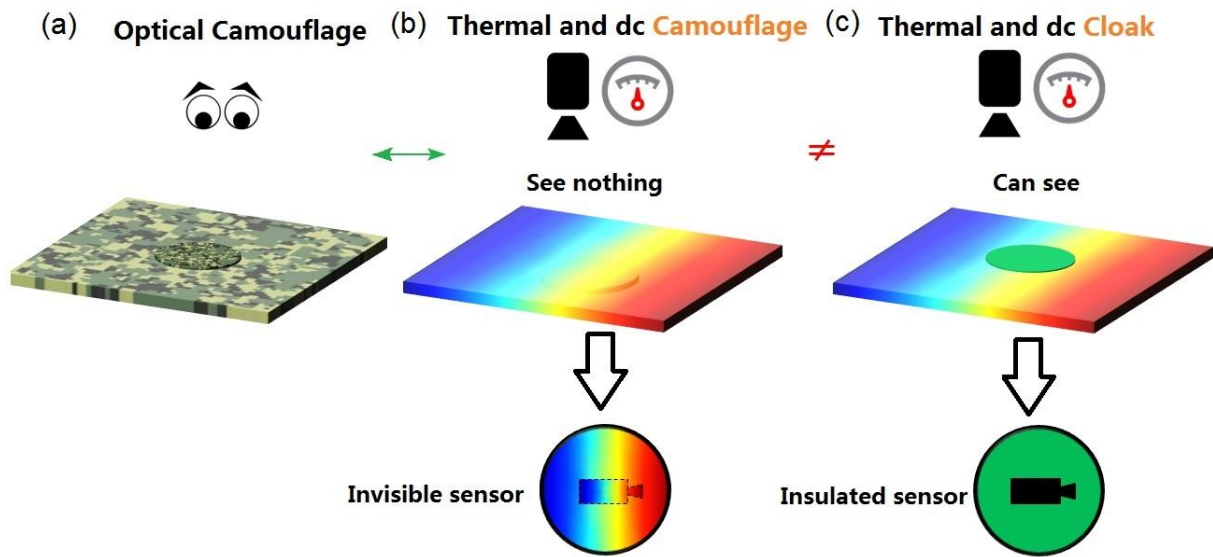 (a) Optical Camouflage
(b) Thermal and dc Camouflage
(c) Thermal and dc Cloak
≠
See nothing
Can see
Invisible sensor
Insulated sensor